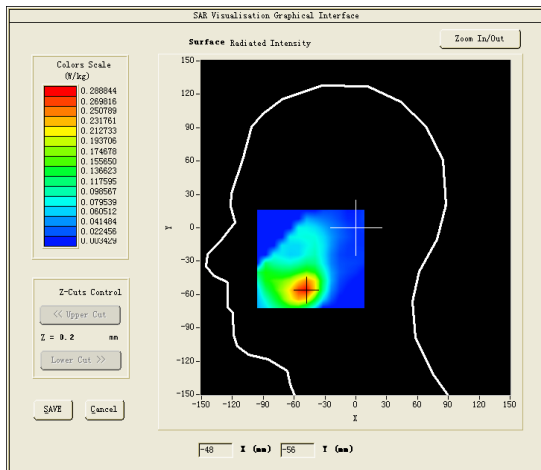 SAR Visualisation Graphical Interface
Surface Radiated Intensity
Zoom In/Out
Colors Scale
(W/kg)
0.288844
0.269816
0.250789
0.231761
0.212733
0.193706
0.174678
0.155650
0.136623
0.117595
0.098567
0.079539
0.060512
0.041484
0.022456
0.003429
Z-Cuts Control
<< Upper Cut
Z = 0.2 mm
Lower Cut >>
SAVE Cancel
150
120
90
60
30
0
-30
-60
-90
-120
-150
Y
-150 -120 -90 -60 -30 0 30 60 90 120 150
X
-48 X (mm) -56 Y (mm)